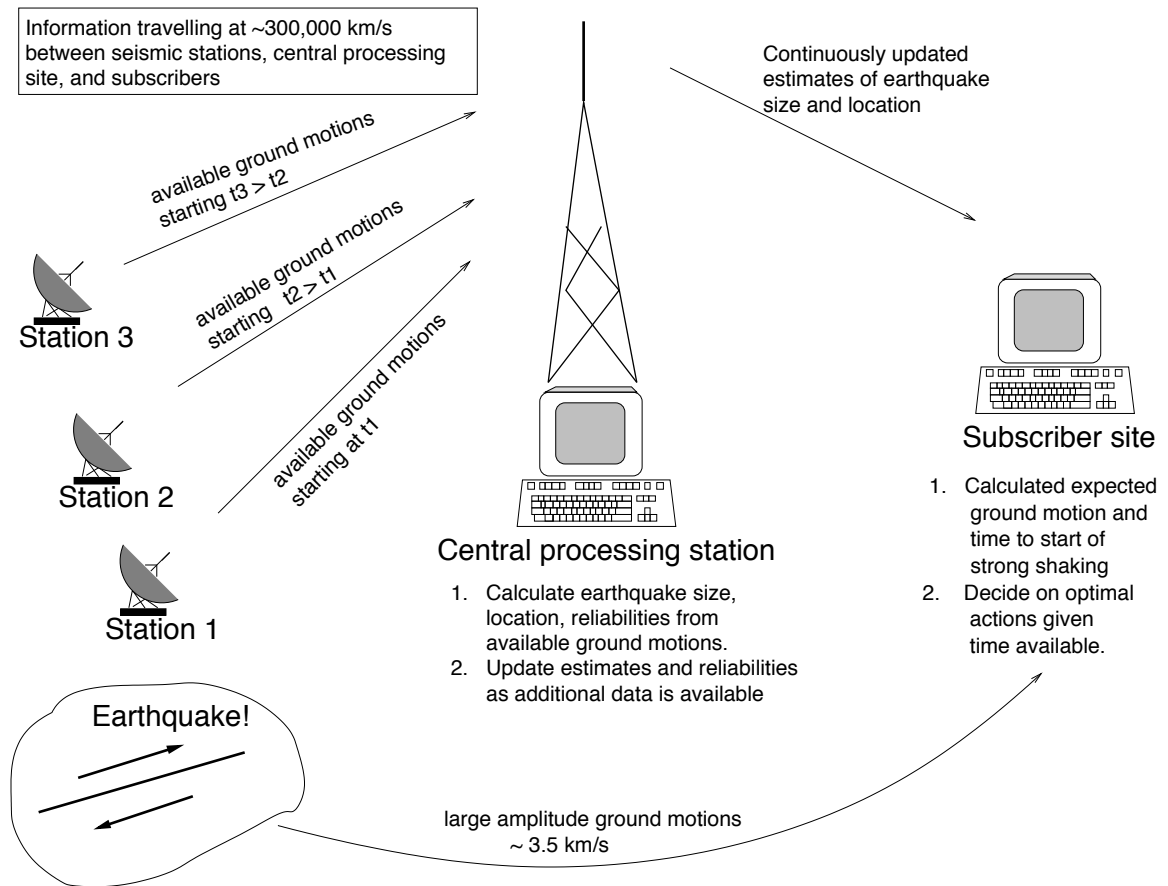 Information travelling at ~300,000 km/s
between seismic stations, central processing
site, and subscribers
Continuously updated
estimates of earthquake
size and location
available ground motions
starting t3 > t2
available ground motions
starting t2 > t1
available ground motions
starting at t1
Station 3
Station 2
Station 1
Central processing station
1. Calculate earthquake size,
location, reliabilities from
available ground motions.
2. Update estimates and reliabilities
as additional data is available
Subscriber site
1. Calculated expected
ground motion and
time to start of
strong shaking
2. Decide on optimal
actions given
time available.
Earthquake!
large amplitude ground motions
~ 3.5 km/s